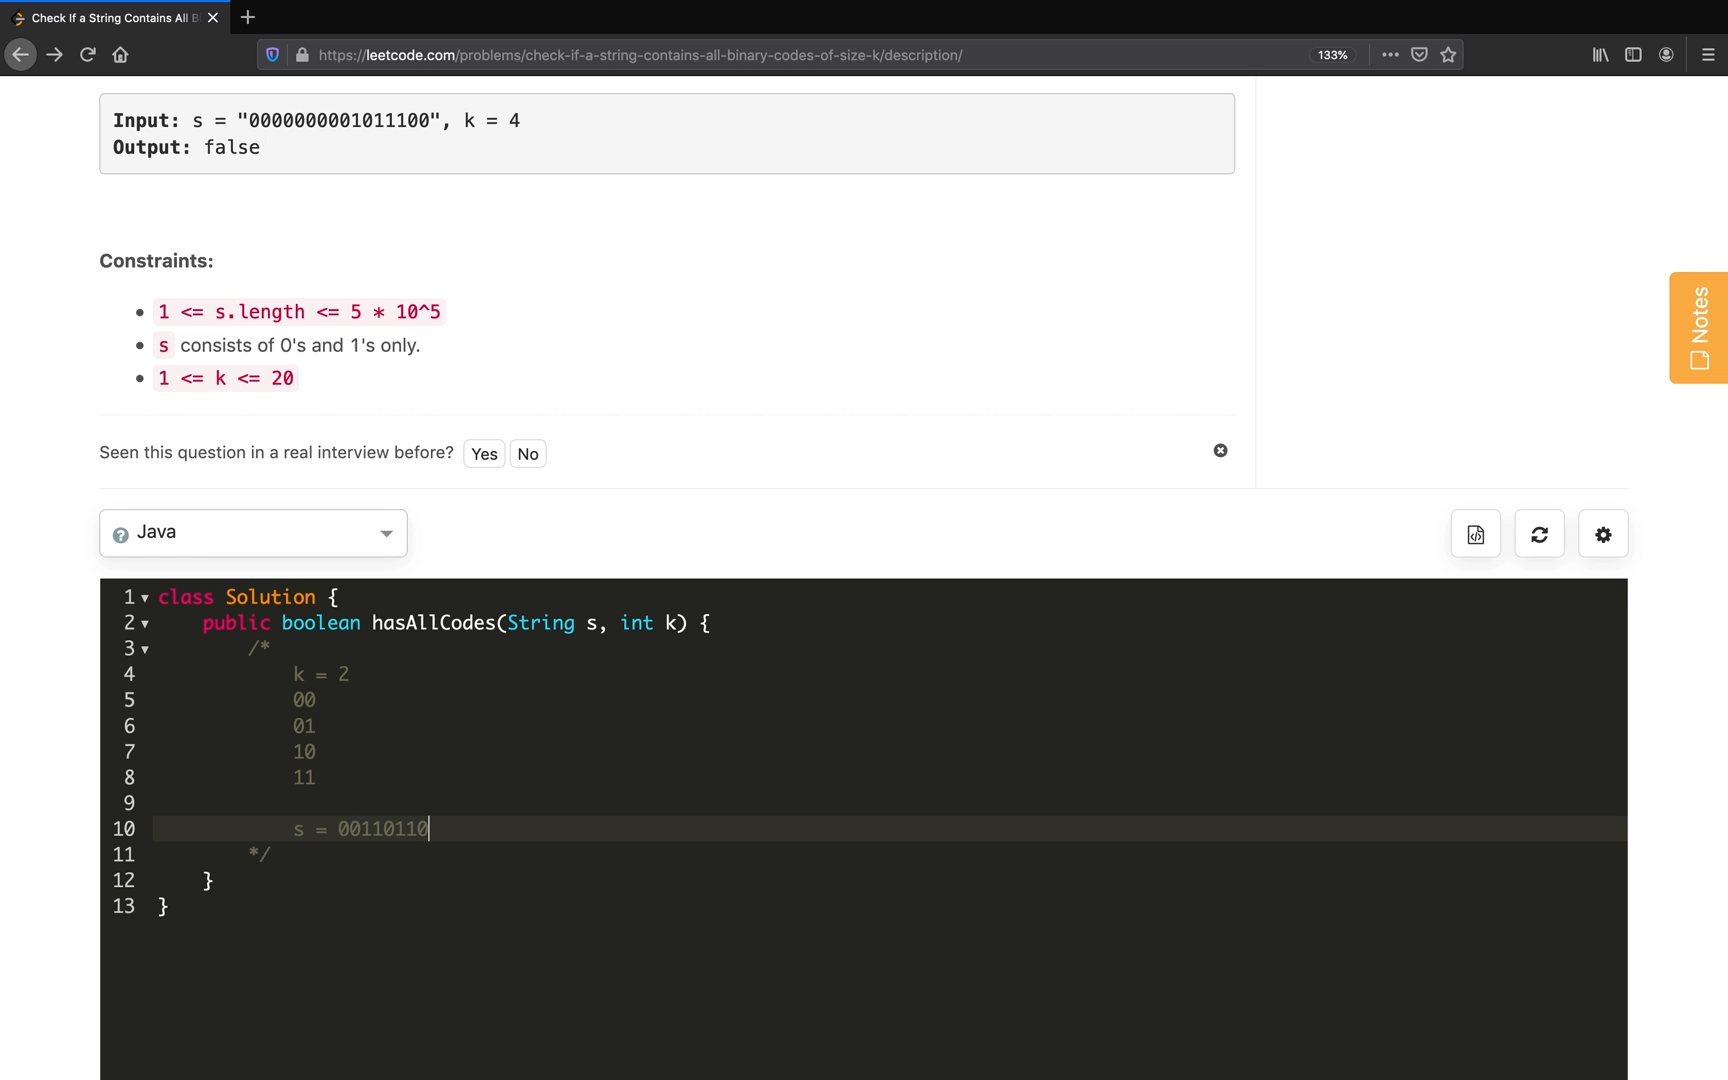 Check If a String Contains All B
https://leetcode.com/problems/check-if-a-string-contains-all-binary-codes-of-size-k/description/
133%
Input: s = "0000000001011100", k = 4
Output: false
Constraints:
1 <= s.length <= 5 * 10^5
s consists of 0's and 1's only.
1 <= k <= 20
Notes
Seen this question in a real interview before? Yes No
Java
1 class Solution {
2 public boolean hasAllCodes(String s, int k) {
3 /*
4 k = 2
5 00
6 01
7 10
8 11
9
10 s = 00110110
11 */
12 }
13 }